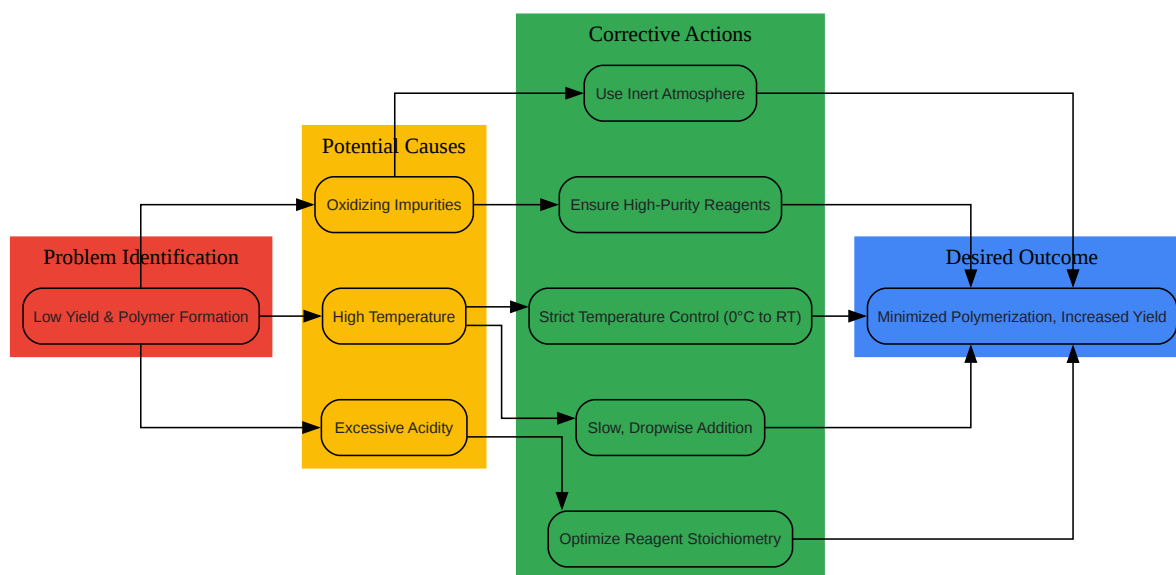 Problem Identification
Low Yield & Polymer Formation
Potential Causes
Oxidizing Impurities
High Temperature
Excessive Acidity
Corrective Actions
Use Inert Atmosphere
Ensure High-Purity Reagents
Strict Temperature Control (0°C to RT)
Slow, Dropwise Addition
Optimize Reagent Stoichiometry
Desired Outcome
Minimized Polymerization, Increased Yield